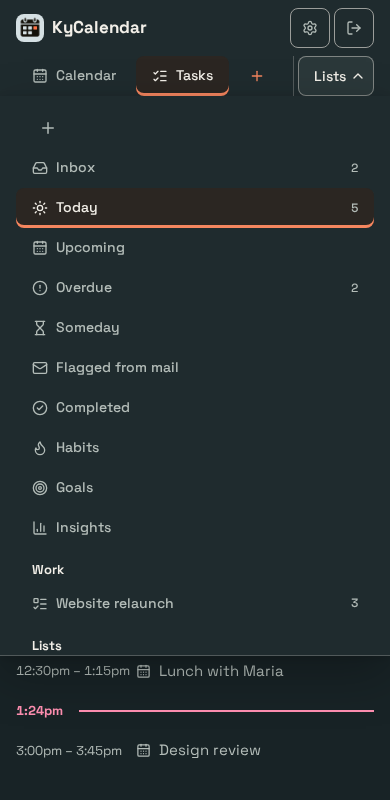 KyCalendar
Calendar Tasks + Lists
+
Inbox 2
Today 5
Upcoming
Overdue 2
Someday
Flagged from mail
Completed
Habits
Goals
Insights
Work
Website relaunch 3
Lists
12:30pm – 1:15pm Lunch with Maria
1:24pm
3:00pm – 3:45pm Design review